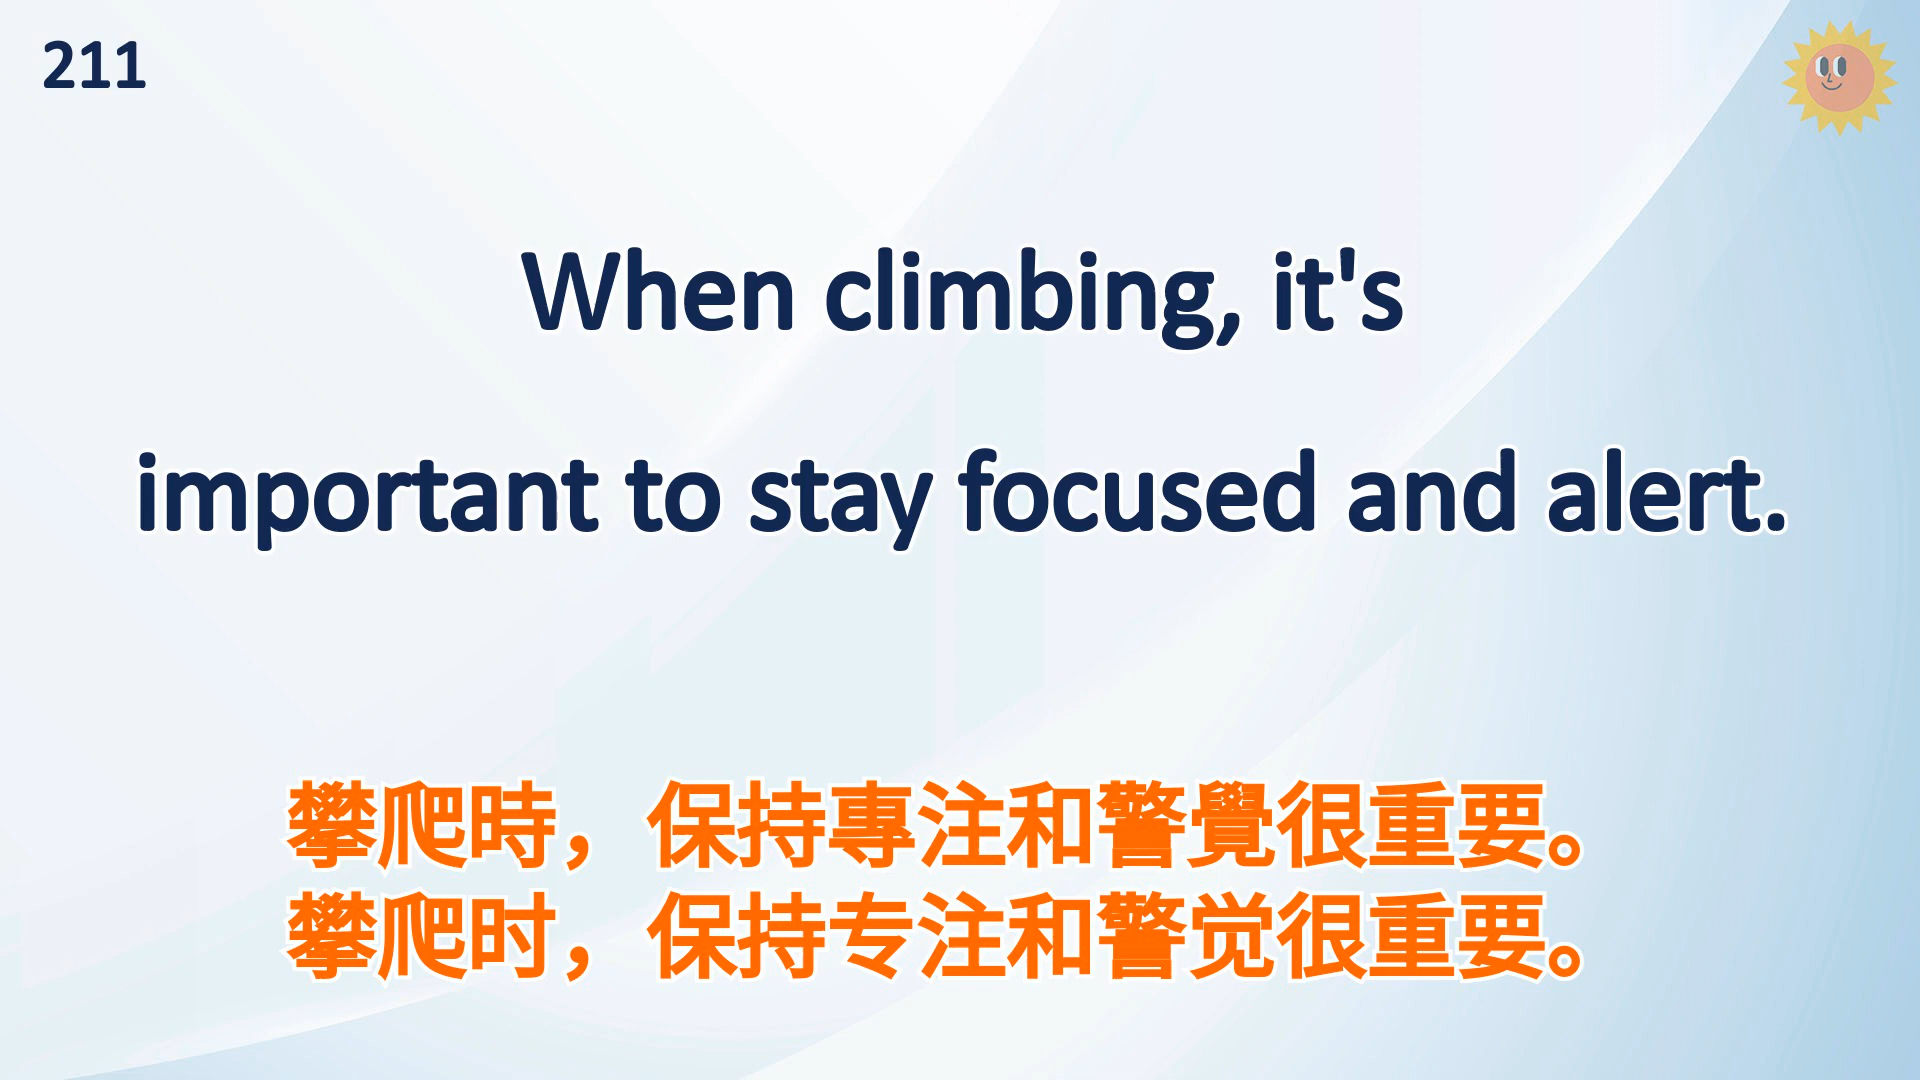 211
When climbing, it's
important to stay focused and alert.
攀爬時，保持專注和警覺很重要。
攀爬时，保持专注和警觉很重要。